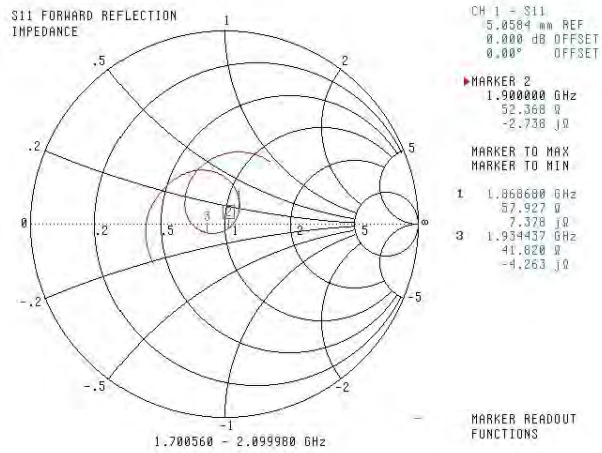 S11 FORWARD REFLECTION
IMPEDANCE
1
.5
2
.2
5
0
.2
.5
3
2
1
2
5
∞
-.2
-5
-.5
-2
-1
1.700560 - 2.099980 GHz
CH 1 - S11
5.0584 mm REF
0.000 dB OFFSET
0.00° OFFSET
MARKER 2
1.900000 GHz
52.368 Ω
-2.738 jΩ
MARKER TO MAX
MARKER TO MIN
1 1.868680 GHz
57.927 Ω
7.378 jΩ
3 1.934437 GHz
41.820 Ω
-4.263 jΩ
MARKER READOUT
FUNCTIONS